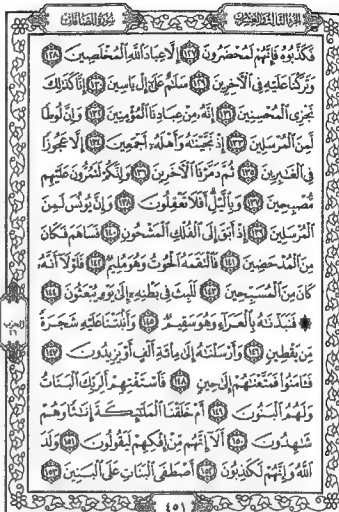 سُورَةُ الصَّافَّاتِ الجزء الثالث والعشرون
فَكَذَّبُوهُ فَإِنَّهُمْ لَمُحْضَرُونَ ١٢٧ إِلَّا عِبَادَ اللَّهِ الْمُخْلَصِينَ ١٢٨
وَتَرَكْنَا عَلَيْهِ فِي الْآخِرِينَ ١٢٩ سَلَامٌ عَلَىٰ إِلْ يَاسِينَ ١٣٠ إِنَّا كَذَٰلِكَ
نَجْزِي الْمُحْسِنِينَ ١٣١ إِنَّهُ مِنْ عِبَادِنَا الْمُؤْمِنِينَ ١٣٢ وَإِنَّ لُوطًا
لَّمِنَ الْمُرْسَلِينَ ١٣٣ إِذْ نَجَّيْنَاهُ وَأَهْلَهُ أَجْمَعِينَ ١٣٤ إِلَّا عَجُوزًا
فِي الْغَابِرِينَ ١٣٥ ثُمَّ دَمَّرْنَا الْآخَرِينَ ١٣٦ وَإِنَّكُمْ لَتَمُرُّونَ عَلَيْهِم
مُّصْبِحِينَ ١٣٧ وَبِاللَّيْلِ أَفَلَا تَعْقِلُونَ ١٣٨ وَإِنَّ يُونُسَ لَمِنَ
الْمُرْسَلِينَ ١٣٩ إِذْ أَبَقَ إِلَى الْفُلْكِ الْمَشْحُونِ ١٤٠ فَسَاهَمَ فَكَانَ
مِنَ الْمُدْحَضِينَ ١٤١ فَالْتَقَمَهُ الْحُوتُ وَهُوَ مُلِيمٌ ١٤٢ فَلَوْلَا أَنَّهُ
كَانَ مِنَ الْمُسَبِّحِينَ ١٤٣ لَلَبِثَ فِي بَطْنِهِ إِلَىٰ يَوْمِ يُبْعَثُونَ ١٤٤
۞ فَنَبَذْنَاهُ بِالْعَرَاءِ وَهُوَ سَقِيمٌ ١٤٥ وَأَنبَتْنَا عَلَيْهِ شَجَرَةً
مِّن يَقْطِينٍ ١٤٦ وَأَرْسَلْنَاهُ إِلَىٰ مِائَةِ أَلْفٍ أَوْ يَزِيدُونَ ١٤٧
فَآمَنُوا فَمَتَّعْنَاهُمْ إِلَىٰ حِينٍ ١٤٨ فَاسْتَفْتِهِمْ أَلِرَبِّكَ الْبَنَاتُ
وَلَهُمُ الْبَنُونَ ١٤٩ أَمْ خَلَقْنَا الْمَلَائِكَةَ إِنَاثًا وَهُمْ
شَاهِدُونَ ١٥٠ أَلَا إِنَّهُم مِّنْ إِفْكِهِمْ لَيَقُولُونَ ١٥١ وَلَدَ
اللَّهُ وَإِنَّهُمْ لَكَاذِبُونَ ١٥٢ أَصْطَفَى الْبَنَاتِ عَلَى الْبَنِينَ ١٥٣
الحزب ٤٦
٤٥١